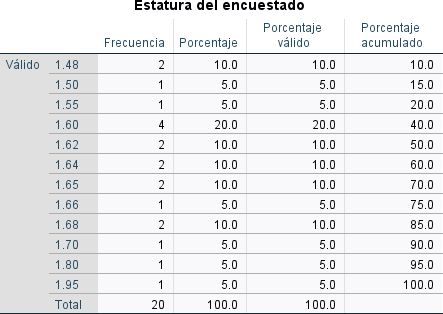 Estatura del encuestado
Frecuencia Porcentaje Porcentaje válido Porcentaje acumulado
Válido 1.48 2 10.0 10.0 10.0
1.50 1 5.0 5.0 15.0
1.55 1 5.0 5.0 20.0
1.60 4 20.0 20.0 40.0
1.62 2 10.0 10.0 50.0
1.64 2 10.0 10.0 60.0
1.65 2 10.0 10.0 70.0
1.66 1 5.0 5.0 75.0
1.68 2 10.0 10.0 85.0
1.70 1 5.0 5.0 90.0
1.80 1 5.0 5.0 95.0
1.95 1 5.0 5.0 100.0
Total 20 100.0 100.0